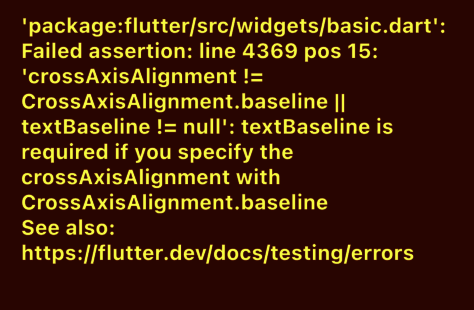 'package:flutter/src/widgets/basic.dart':
Failed assertion: line 4369 pos 15:
'crossAxisAlignment !=
CrossAxisAlignment.baseline ||
textBaseline != null': textBaseline is
required if you specify the
crossAxisAlignment with
CrossAxisAlignment.baseline
See also:
https://flutter.dev/docs/testing/errors